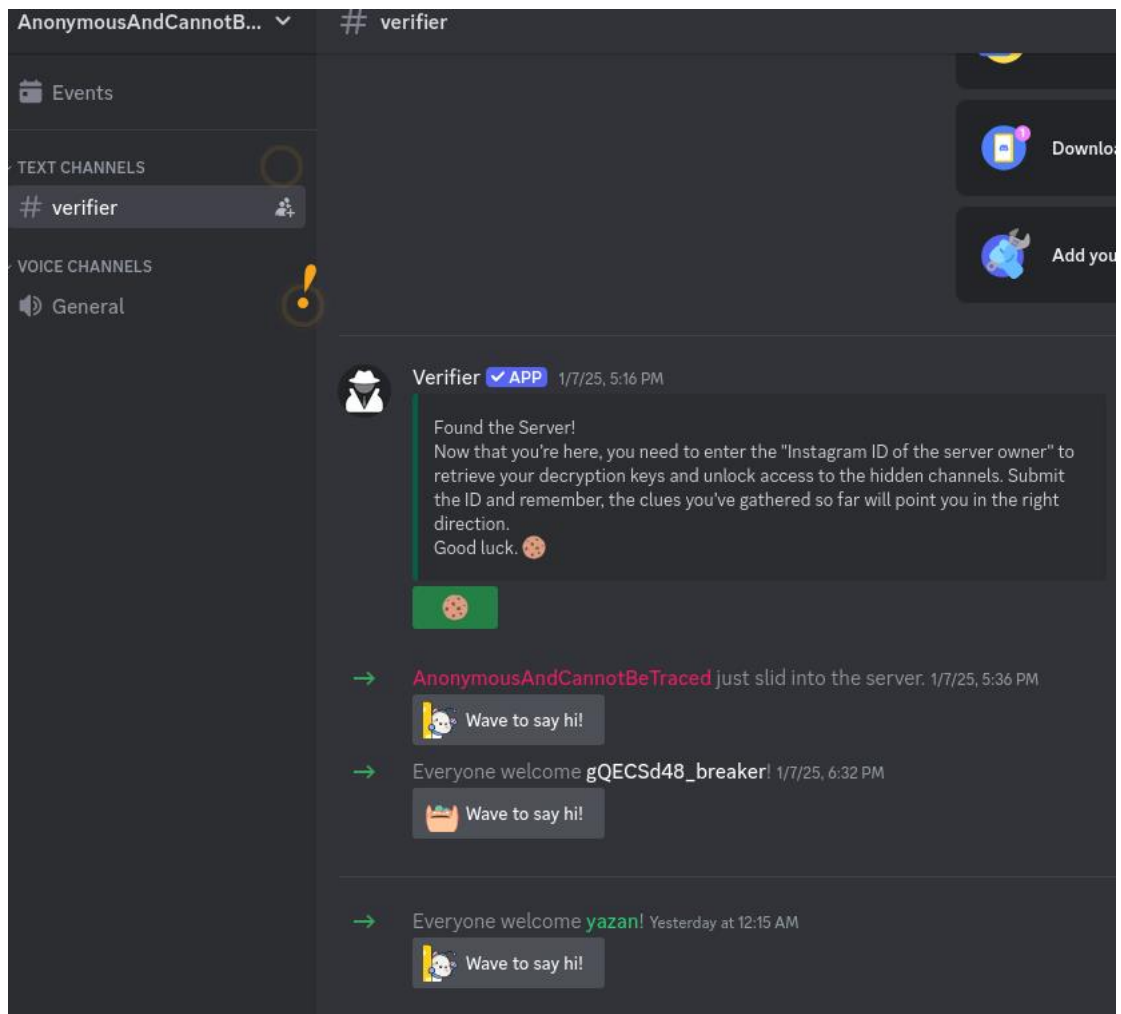 AnonymousAndCannotB...
# verifier
Events
TEXT CHANNELS
# verifier
VOICE CHANNELS
General
1
Verifier ✓ APP 1/7/25, 5:16 PM
Found the Server!
Now that you're here, you need to enter the "Instagram ID of the server owner" to
retrieve your decryption keys and unlock access to the hidden channels. Submit
the ID and remember, the clues you've gathered so far will point you in the right
direction.
Good luck. 🍪
🍪
→ AnonymousAndCannotBeTraced just slid into the server. 1/7/25, 5:36 PM
Wave to say hi!
→ Everyone welcome gQECSd48_breaker! 1/7/25, 6:32 PM
Wave to say hi!
→ Everyone welcome yazan! Yesterday at 12:15 AM
Wave to say hi!
Add you